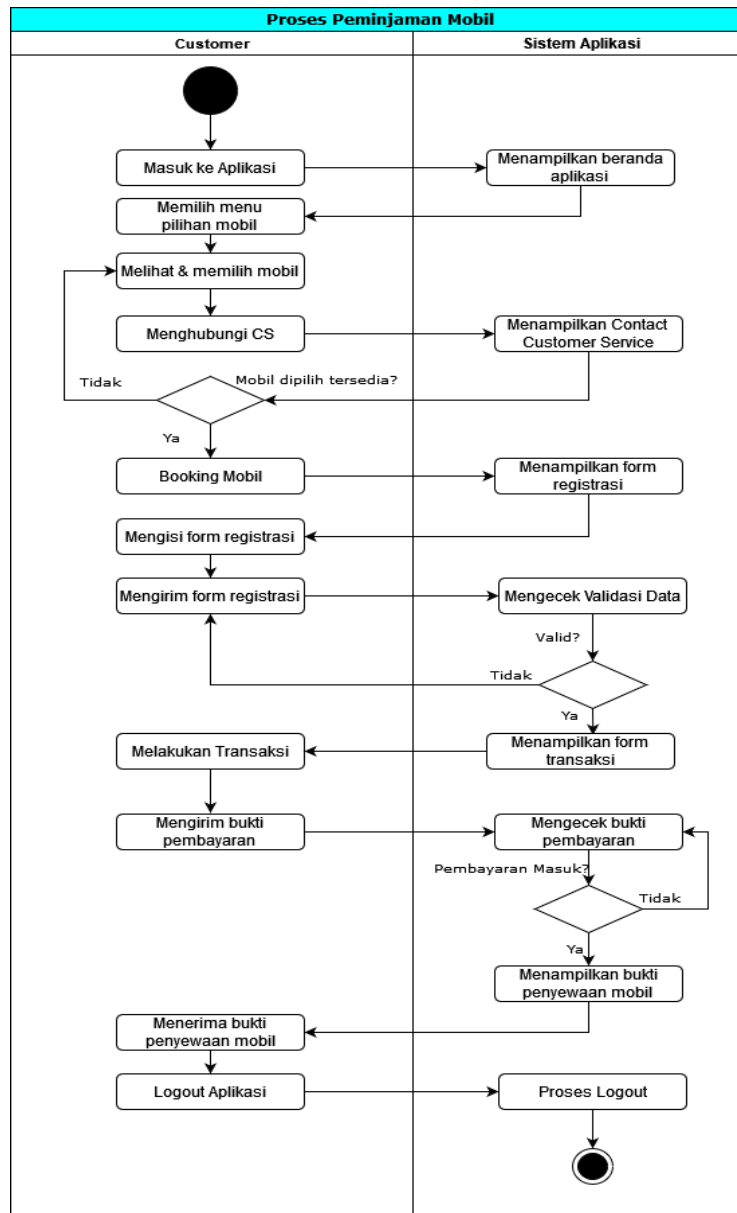 Proses Peminjaman Mobil
Customer
Sistem Aplikasi
Masuk ke Aplikasi
Menampilkan beranda
aplikasi
Memilih menu
pilihan mobil
Melihat & memilih mobil
Menghubungi CS
Menampilkan Contact
Customer Service
Mobil dipilih tersedia?
Tidak
Ya
Booking Mobil
Menampilkan form
registrasi
Mengisi form registrasi
Mengirim form registrasi
Mengecek Validasi Data
Valid?
Tidak
Ya
Menampilkan form
transaksi
Melakukan Transaksi
Mengirim bukti
pembayaran
Mengecek bukti
pembayaran
Pembayaran Masuk?
Tidak
Ya
Menampilkan bukti
penyewaan mobil
Menerima bukti
penyewaan mobil
Logout Aplikasi
Proses Logout